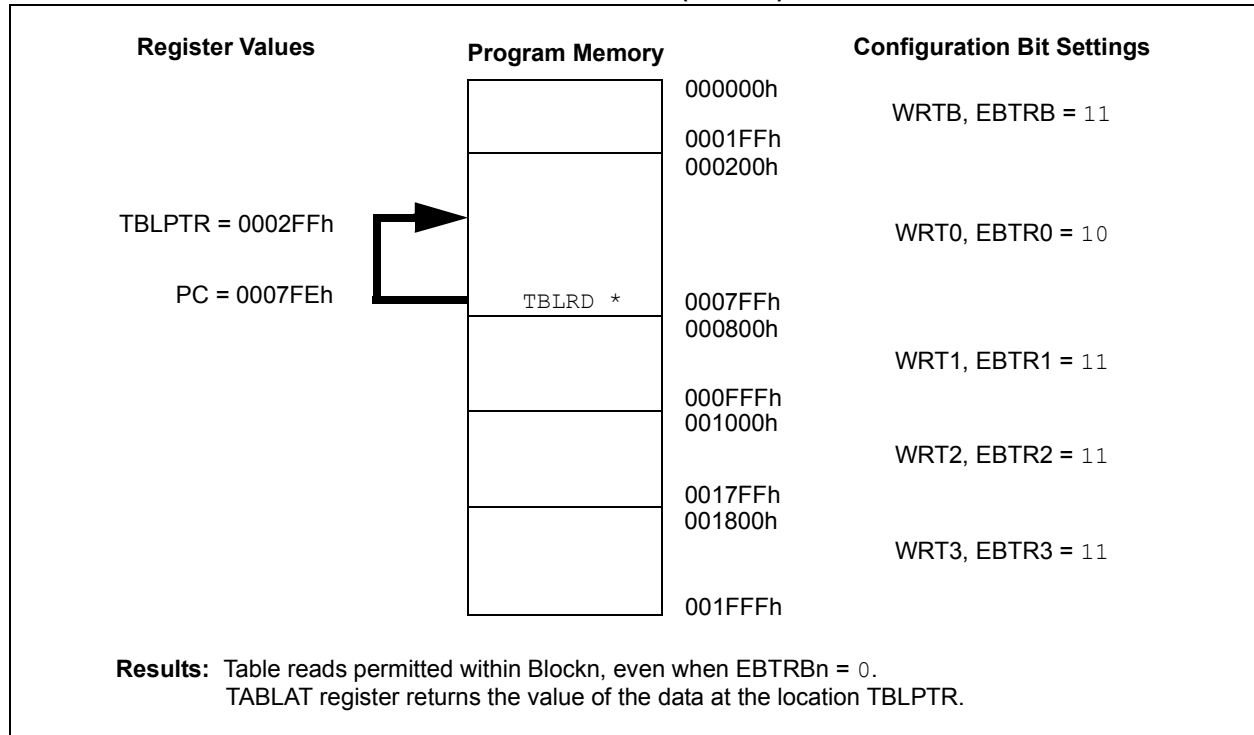 Register Values
Program Memory
Configuration Bit Settings
000000h
WRTB, EBTRB = 11
0001FFh
000200h
TBLPTR = 0002FFh
WRT0, EBTR0 = 10
PC = 0007FEh
TBLRD *
0007FFh
000800h
WRT1, EBTR1 = 11
000FFFh
001000h
WRT2, EBTR2 = 11
0017FFh
001800h
WRT3, EBTR3 = 11
001FFFh
Results: Table reads permitted within Blockn, even when EBTRBn = 0.
TABLAT register returns the value of the data at the location TBLPTR.